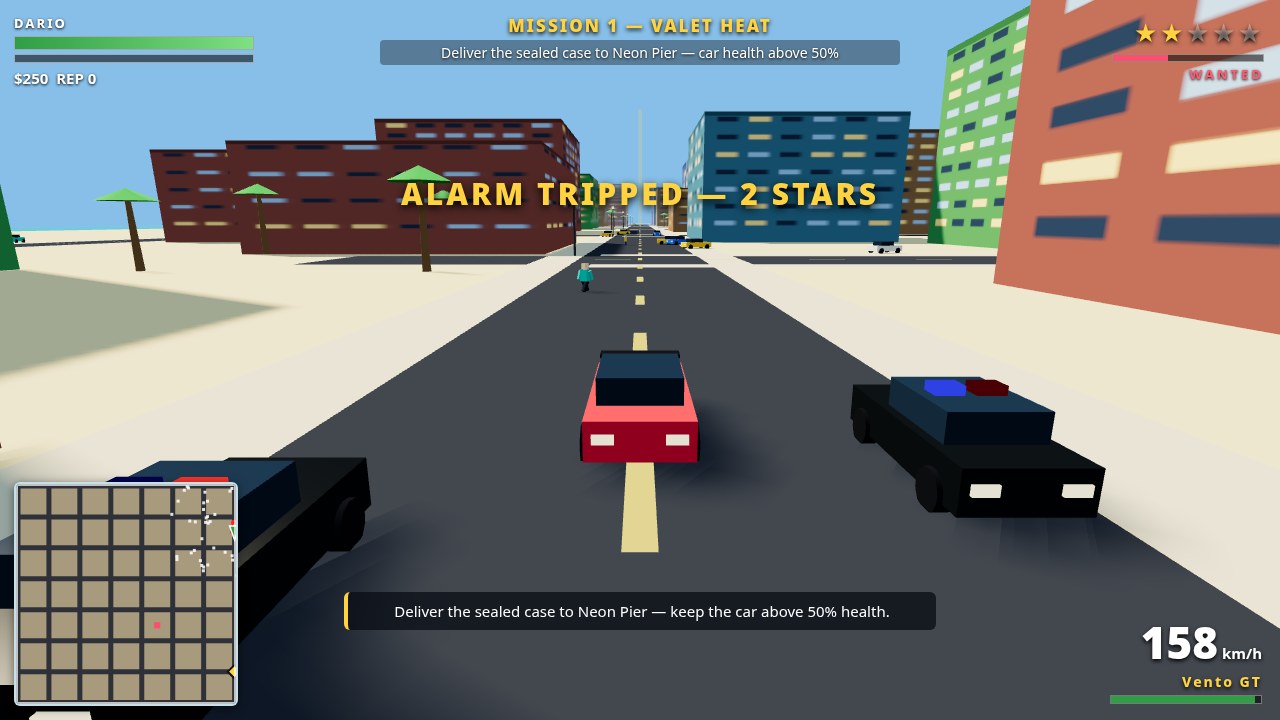 DARIO
$250 REP 0
MISSION 1 — VALET HEAT
Deliver the sealed case to Neon Pier — car health above 50%
WANTED
ALARM TRIPPED — 2 STARS
Deliver the sealed case to Neon Pier — keep the car above 50% health.
158 km/h
Vento GT